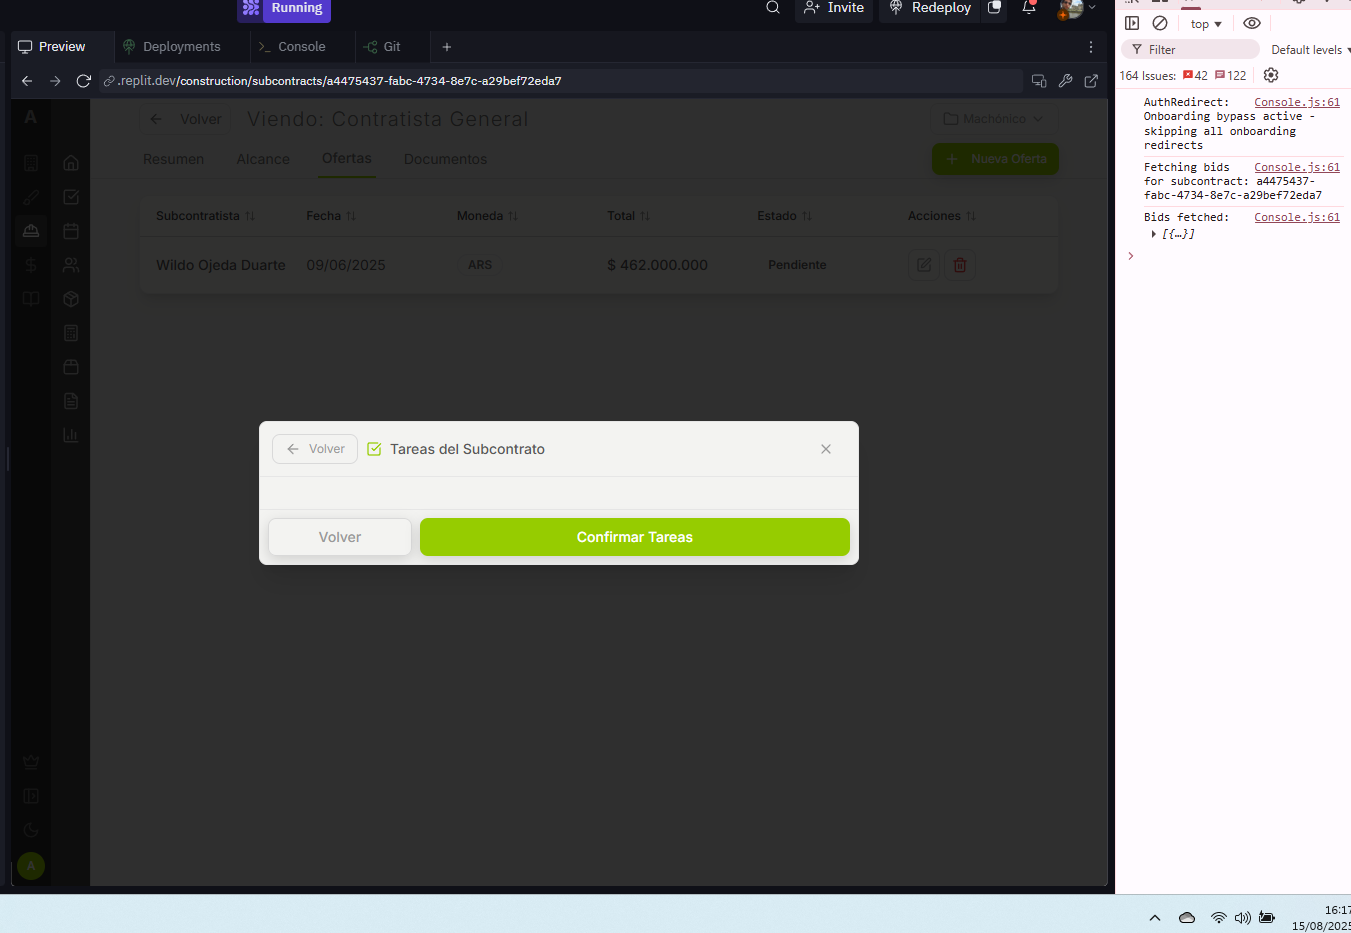 Running
Invite
Redeploy
Preview
Deployments
Console
Git
.replit.dev/construction/subcontracts/a4475437-fabc-4734-8e7c-a29bef72eda7
A
Volver
Viendo: Contratista General
Machónico
Resumen
Alcance
Ofertas
Documentos
Nueva Oferta
Subcontratista
Fecha
Moneda
Total
Estado
Acciones
Wildo Ojeda Duarte
09/06/2025
ARS
$ 462.000.000
Pendiente
Volver
Tareas del Subcontrato
Volver
Confirmar Tareas
A
top
Filter
Default levels
164 Issues: 42 122
AuthRedirect: Console.js:61
Onboarding bypass active -
skipping all onboarding
redirects
Fetching bids Console.js:61
for subcontract: a4475437-
fabc-4734-8e7c-a29bef72eda7
Bids fetched: Console.js:61
[{…}]
16:17
15/08/2025